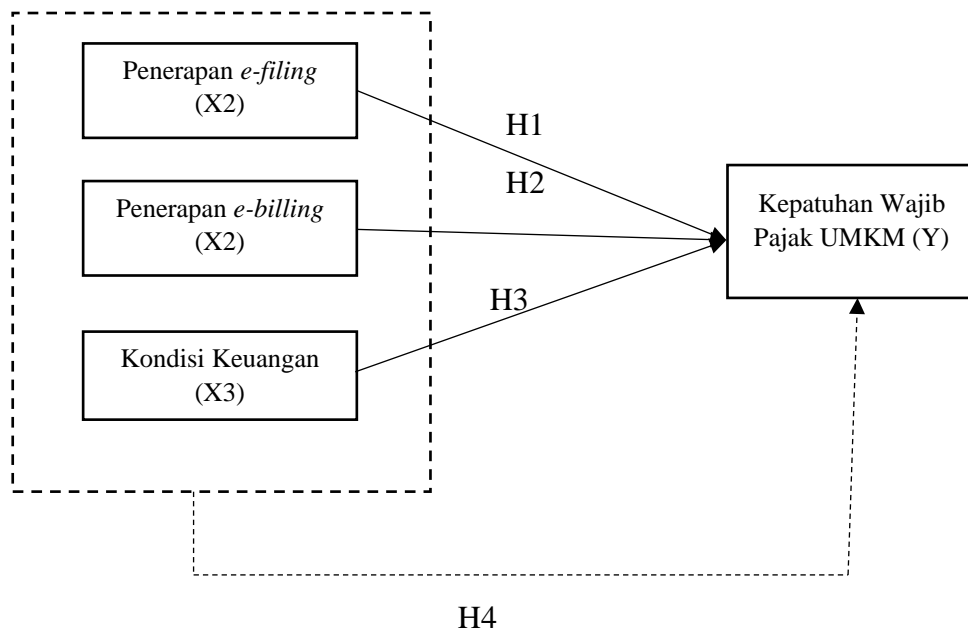 Penerapan e-filing
(X2)
H1
H2
Penerapan e-billing
(X2)
Kepatuhan Wajib
Pajak UMKM (Y)
H3
Kondisi Keuangan
(X3)
H4